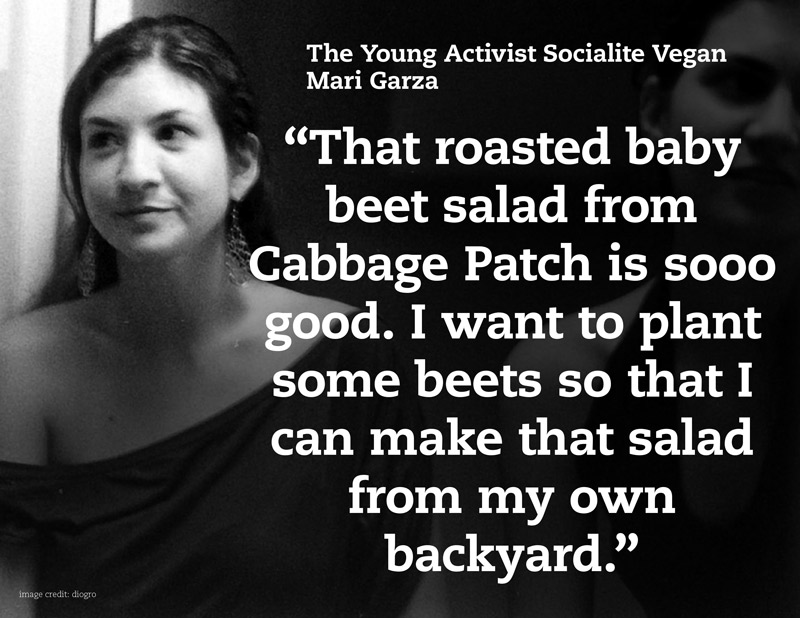 The Young Activist Socialite Vegan
Mari Garza
“That roasted baby
beet salad from
Cabbage Patch is sooo
good. I want to plant
some beets so that I
can make that salad
from my own
backyard.”
image credit: diogro